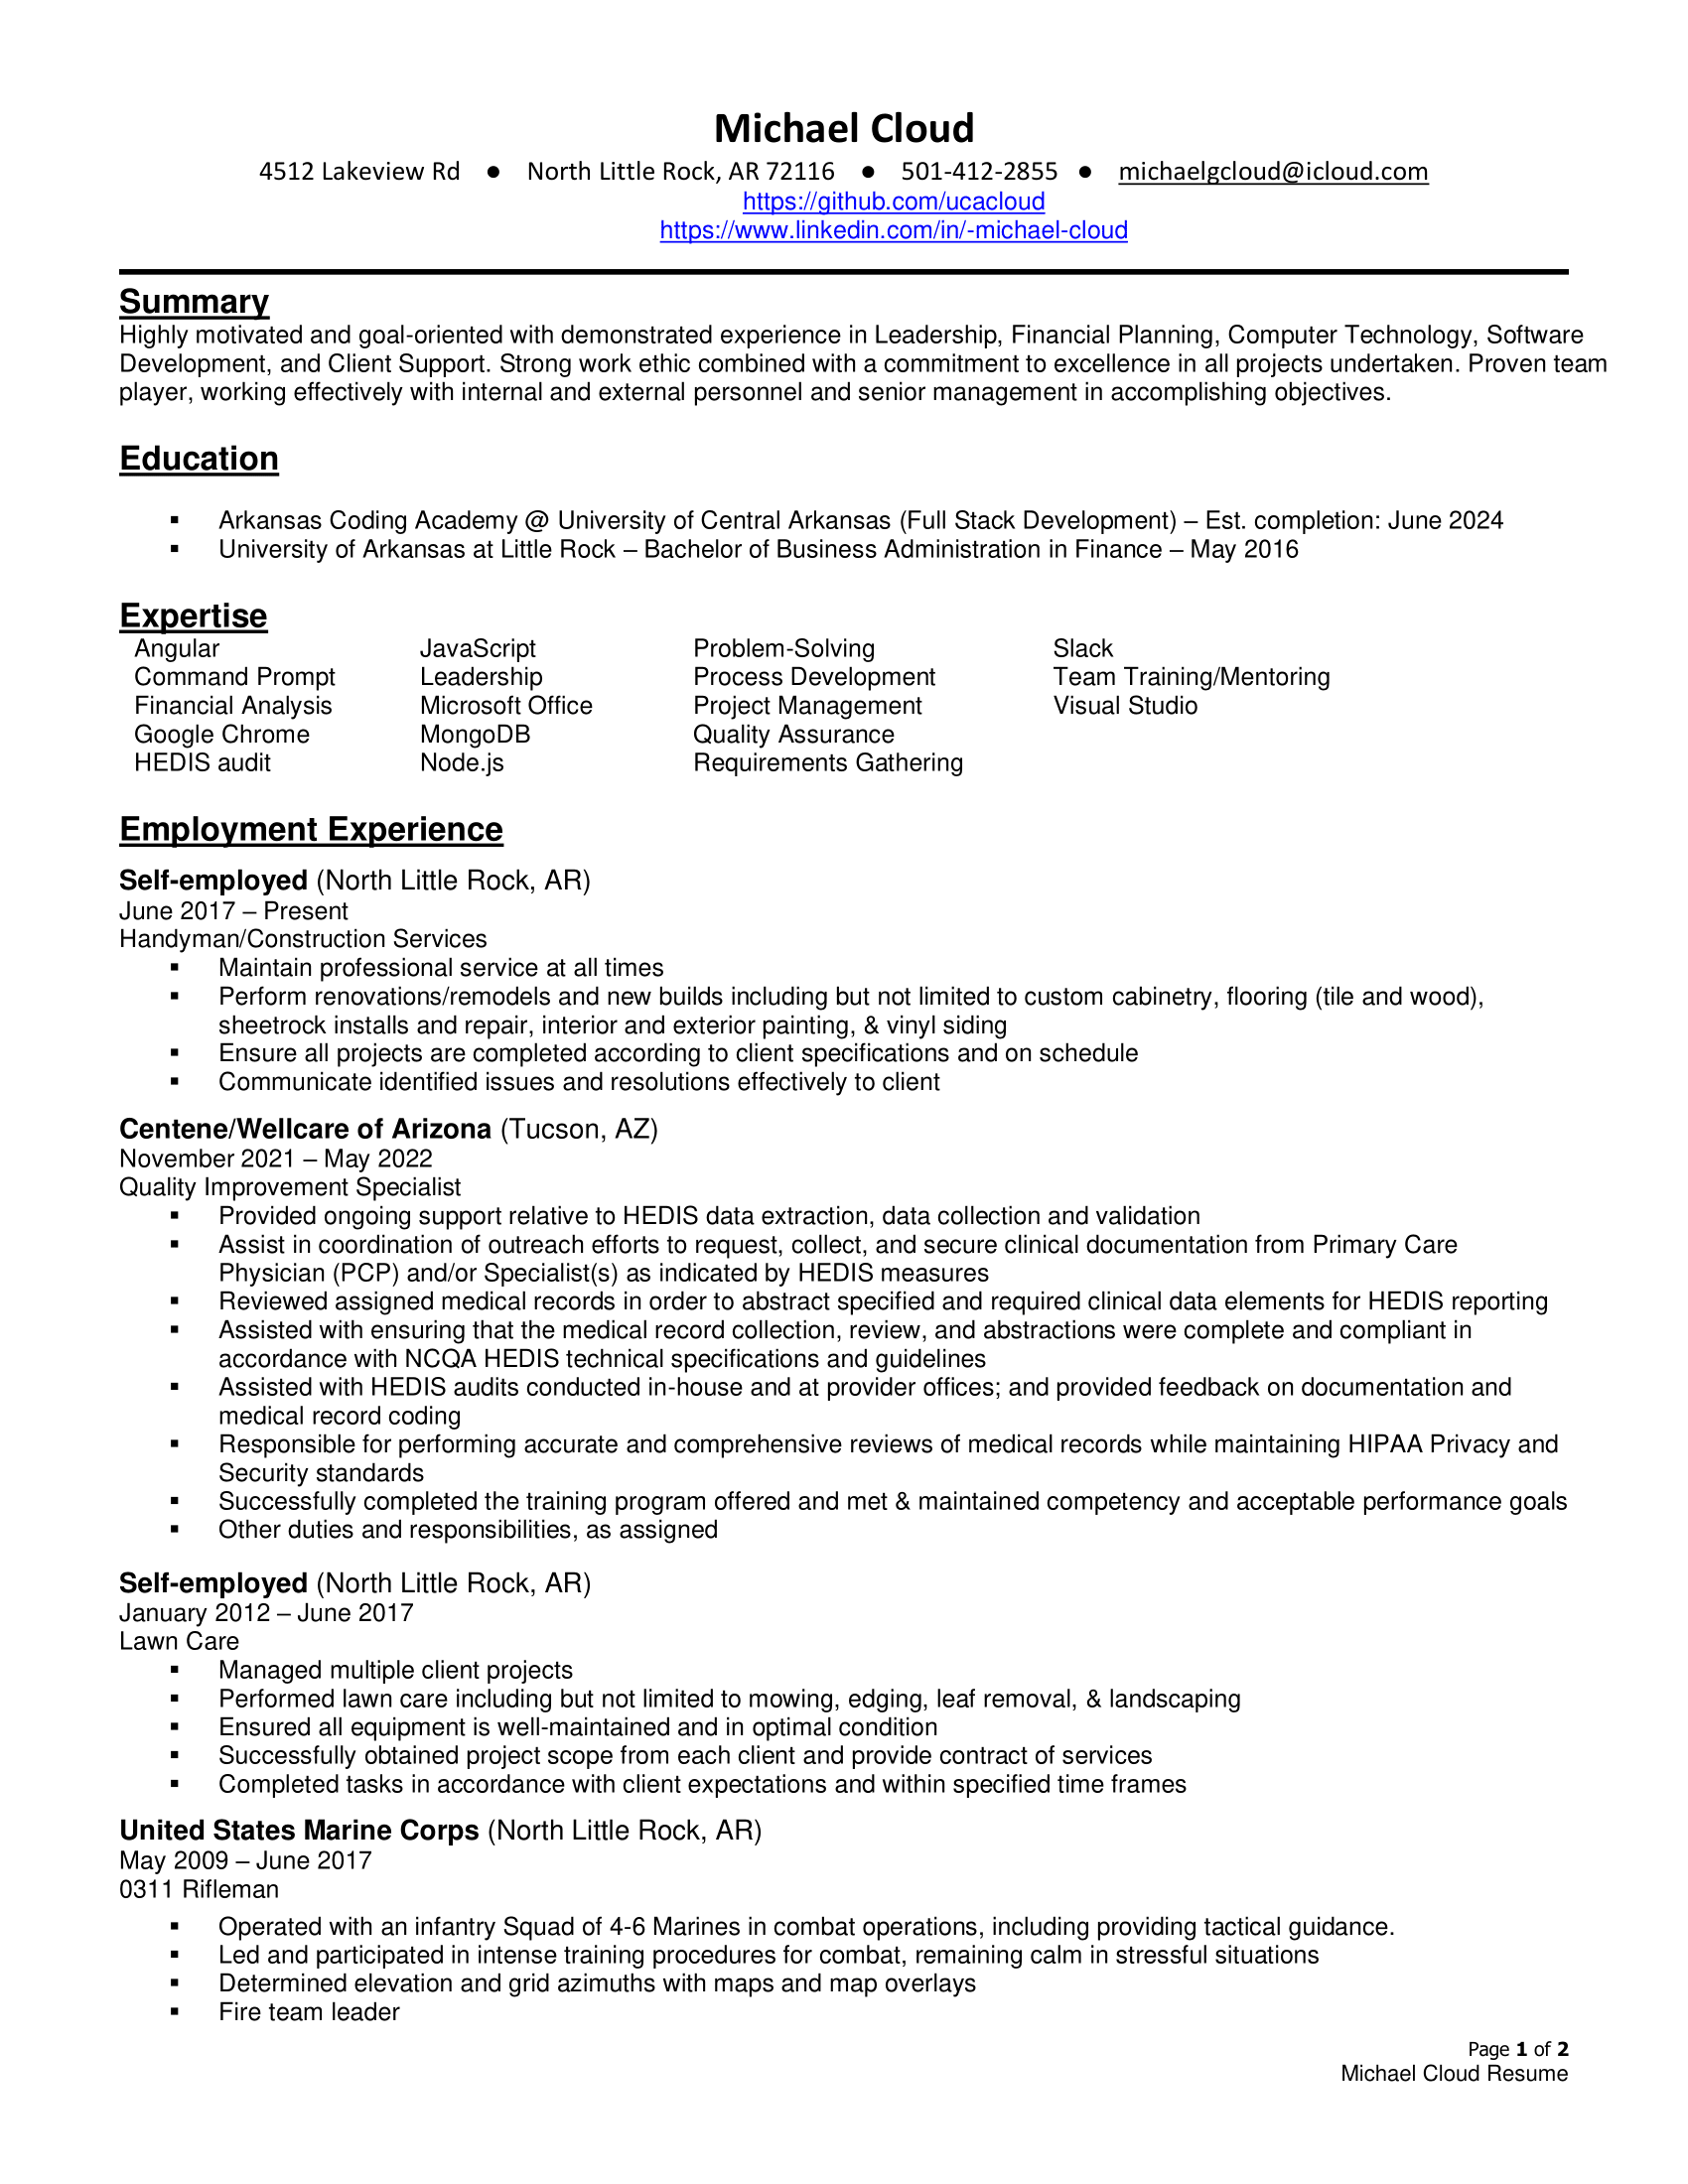 Michael Cloud
4512 Lakeview Rd ● North Little Rock, AR 72116 ● 501-412-2855 ● michaelgcloud@icloud.com
https://github.com/ucacloud
https://www.linkedin.com/in/-michael-cloud
Summary
Highly motivated and goal-oriented with demonstrated experience in Leadership, Financial Planning, Computer Technology, Software
Development, and Client Support. Strong work ethic combined with a commitment to excellence in all projects undertaken. Proven team
player, working effectively with internal and external personnel and senior management in accomplishing objectives.
Education
▪ Arkansas Coding Academy @ University of Central Arkansas (Full Stack Development) – Est. completion: June 2024
▪ University of Arkansas at Little Rock – Bachelor of Business Administration in Finance – May 2016
Expertise
Angular JavaScript Problem-Solving Slack
Command Prompt Leadership Process Development Team Training/Mentoring
Financial Analysis Microsoft Office Project Management Visual Studio
Google Chrome MongoDB Quality Assurance
HEDIS audit Node.js Requirements Gathering
Employment Experience
Self-employed (North Little Rock, AR)
June 2017 – Present
Handyman/Construction Services
▪ Maintain professional service at all times
▪ Perform renovations/remodels and new builds including but not limited to custom cabinetry, flooring (tile and wood),
sheetrock installs and repair, interior and exterior painting, & vinyl siding
▪ Ensure all projects are completed according to client specifications and on schedule
▪ Communicate identified issues and resolutions effectively to client
Centene/Wellcare of Arizona (Tucson, AZ)
November 2021 – May 2022
Quality Improvement Specialist
▪ Provided ongoing support relative to HEDIS data extraction, data collection and validation
▪ Assist in coordination of outreach efforts to request, collect, and secure clinical documentation from Primary Care
Physician (PCP) and/or Specialist(s) as indicated by HEDIS measures
▪ Reviewed assigned medical records in order to abstract specified and required clinical data elements for HEDIS reporting
▪ Assisted with ensuring that the medical record collection, review, and abstractions were complete and compliant in
accordance with NCQA HEDIS technical specifications and guidelines
▪ Assisted with HEDIS audits conducted in-house and at provider offices; and provided feedback on documentation and
medical record coding
▪ Responsible for performing accurate and comprehensive reviews of medical records while maintaining HIPAA Privacy and
Security standards
▪ Successfully completed the training program offered and met & maintained competency and acceptable performance goals
▪ Other duties and responsibilities, as assigned
Self-employed (North Little Rock, AR)
January 2012 – June 2017
Lawn Care
▪ Managed multiple client projects
▪ Performed lawn care including but not limited to mowing, edging, leaf removal, & landscaping
▪ Ensured all equipment is well-maintained and in optimal condition
▪ Successfully obtained project scope from each client and provide contract of services
▪ Completed tasks in accordance with client expectations and within specified time frames
United States Marine Corps (North Little Rock, AR)
May 2009 – June 2017
0311 Rifleman
▪ Operated with an infantry Squad of 4-6 Marines in combat operations, including providing tactical guidance.
▪ Led and participated in intense training procedures for combat, remaining calm in stressful situations
▪ Determined elevation and grid azimuths with maps and map overlays
▪ Fire team leader
Page 1 of 2
Michael Cloud Resume